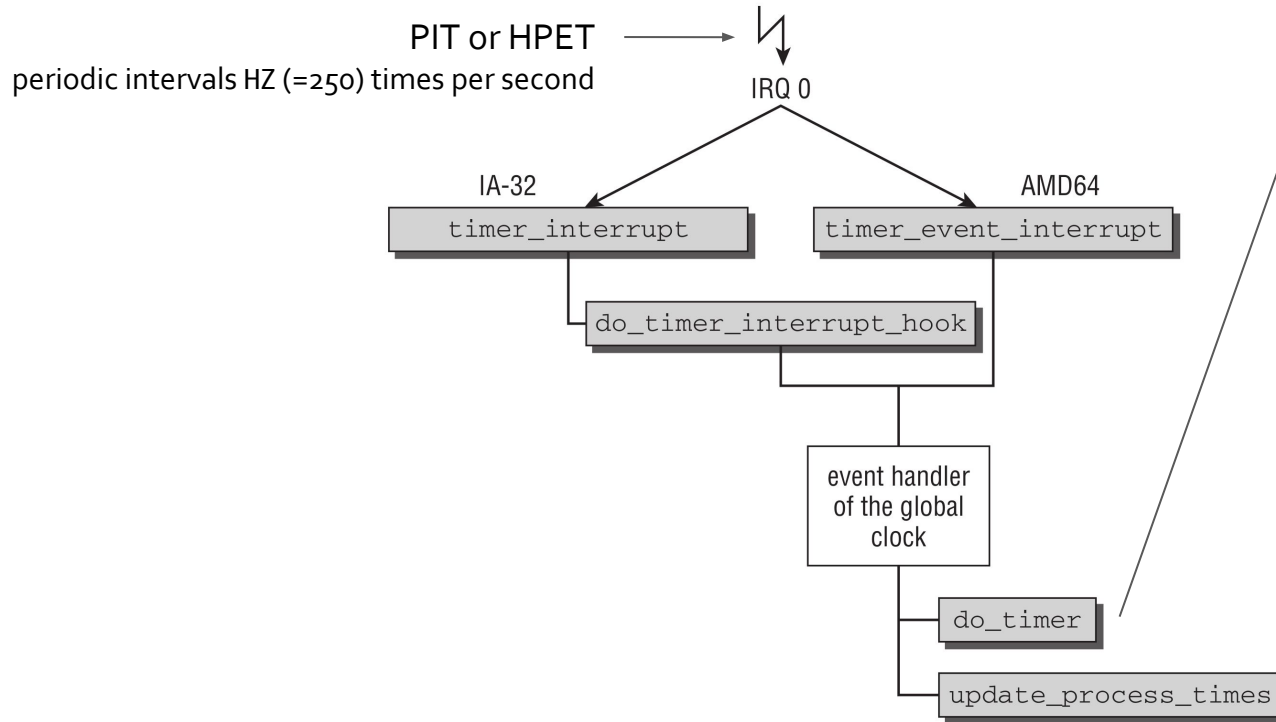 PIT or HPET
periodic intervals HZ (=250) times per second
IRQ 0
IA-32
AMD64
timer_interrupt
timer_event_interrupt
do_timer_interrupt_hook
event handler
of the global
clock
do_timer
update_process_times